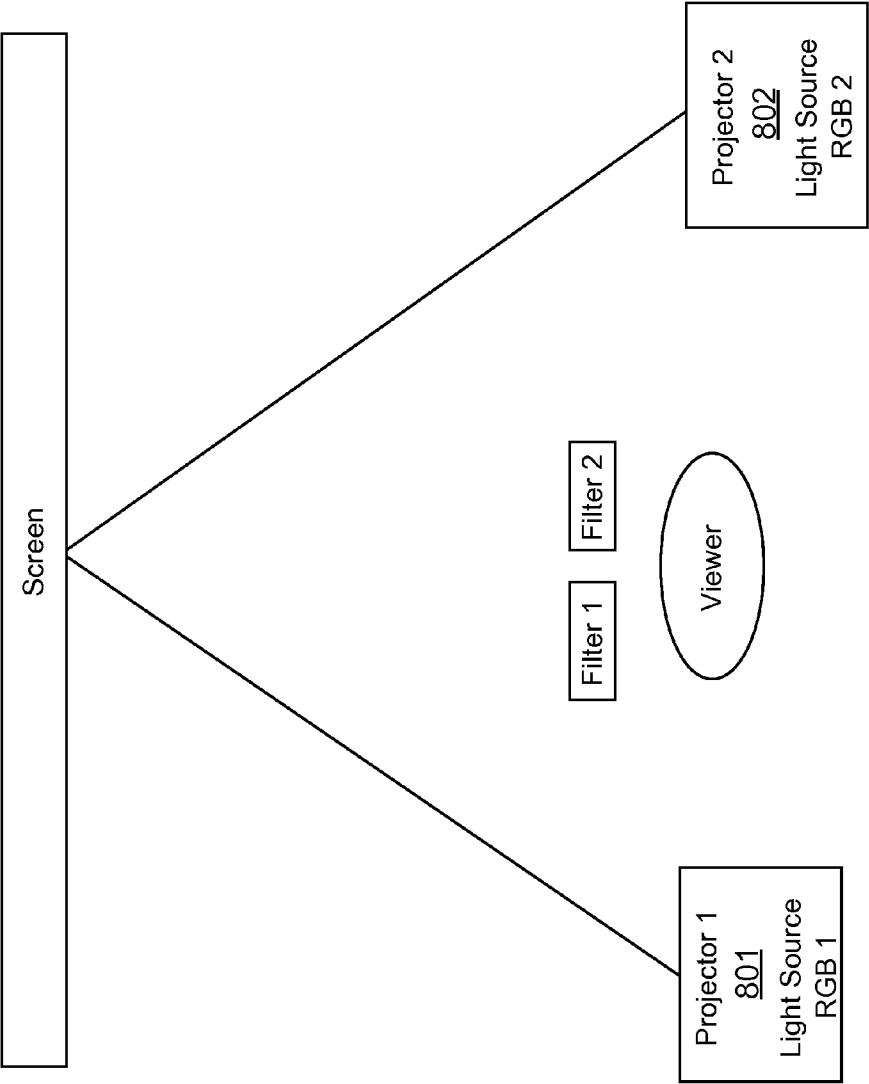 Screen
Filter 1
Filter 2
Viewer
Projector 1
801
Light Source
RGB 1
Projector 2
802
Light Source
RGB 2